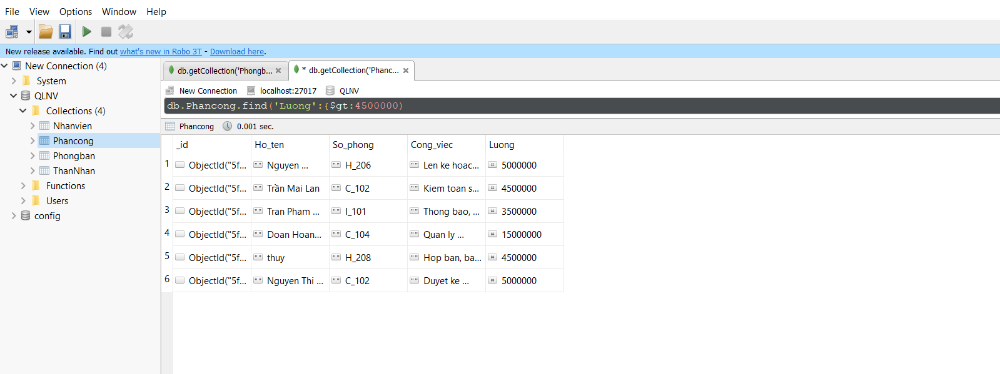 File View Options Window Help
New release available. Find out what's new in Robo 3T - Download here.
New Connection (4)
System
QLNV
Collections (4)
Nhanvien
Phancong
Phongban
ThanNhan
Functions
Users
config
db.getCollection('Phongb... * db.getCollection('Phanc...
New Connection localhost:27017 QLNV
db.Phancong.find('Luong':{$gt:4500000)
Phancong 0.001 sec.
_id Ho_ten So_phong Cong_viec Luong
1 ObjectId("5f... Nguyen ... H_206 Len ke hoac... 5000000
2 ObjectId("5f... Trần Mai Lan C_102 Kiem toan s... 4500000
3 ObjectId("5f... Tran Pham ... I_101 Thong bao, ... 3500000
4 ObjectId("5f... Doan Hoan... C_104 Quan ly ... 15000000
5 ObjectId("5f... thuy H_208 Hop ban, ba... 4500000
6 ObjectId("5f... Nguyen Thi ... C_102 Duyet ke ... 5000000